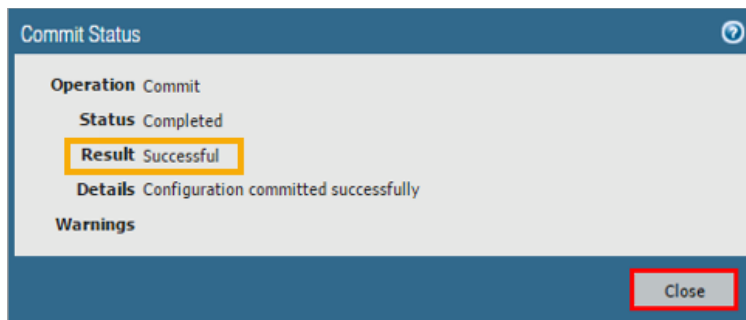 Commit Status
?
Operation Commit
Status Completed
Result Successful
Details Configuration committed successfully
Warnings
Close